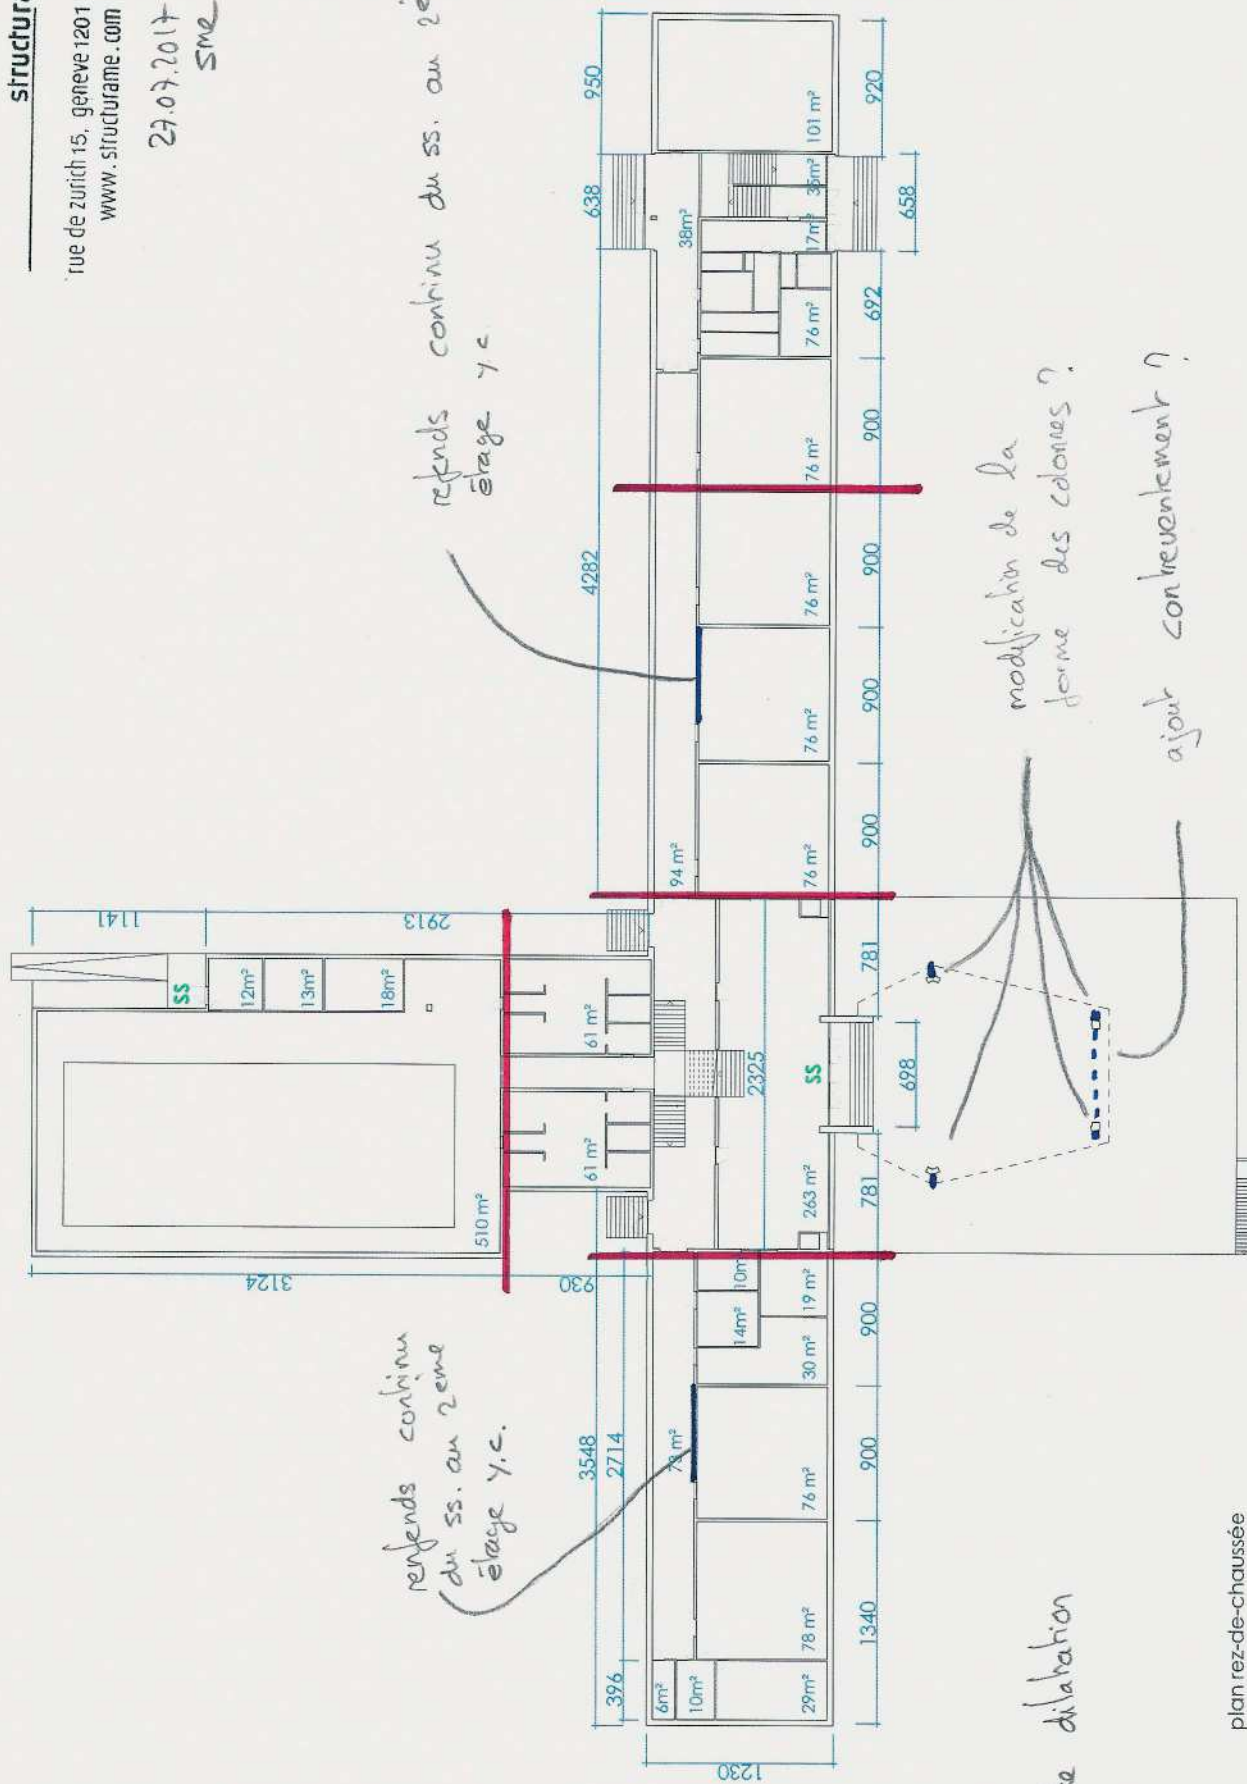 structura
rue de zurich 15, geneve 1201
www.structurame.com
27.07.2017
sme
refends continu du ss. au 2è
étage y.c.
refends continu
du ss. au 2ème
étage y.c.
modification de la
forme des colonnes ?
ajout contreventement ?
dilatation
plan rez-de-chaussée
950
638
4282
920
658
692
900
900
900
900
781
698
781
900
900
1340
101 m²
35m²
17m²
38m²
76 m²
76 m²
76 m²
76 m²
76 m²
94 m²
1141
2913
SS
12m²
13m²
18m²
61 m²
61 m²
510 m²
3124
930
2325
SS
263 m²
10m
14m²
19 m²
30 m²
76 m²
78 m²
3548
2714
396
6m²
10m²
29m²
1230